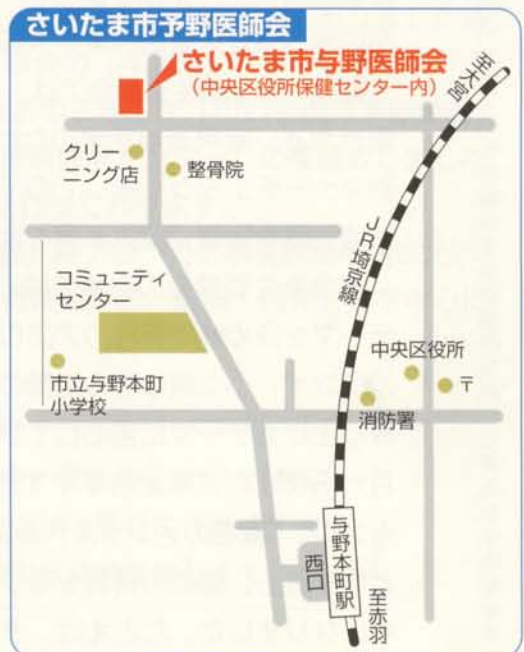 さいたま市予野医師会
さいたま市与野医師会
（中央区役所保健センター内）
至大宮
クリー
ニング店
整骨院
JR埼京線
コミュニティ
センター
中央区役所
〒
市立与野本町
小学校
消防署
与野本町駅
西口
至赤羽